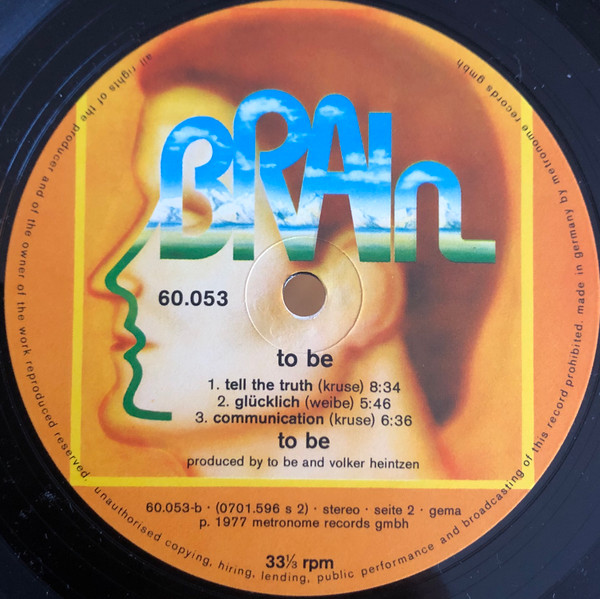 BRAIn
60.053
to be
1. tell the truth (kruse) 8:34
2. glücklich (weibe) 5:46
3. communication (kruse) 6:36
to be
produced by to be and volker heintzen
60.053-b · (0701.596 s 2) · stereo · seite 2 · gema
p. 1977 metronome records gmbh
33⅓ rpm
all rights of the producer and of the owner of the work reproduced reserved. unauthorised copying, hiring, lending, public performance and broadcasting of this record prohibited. made in germany by metronome records gmbh